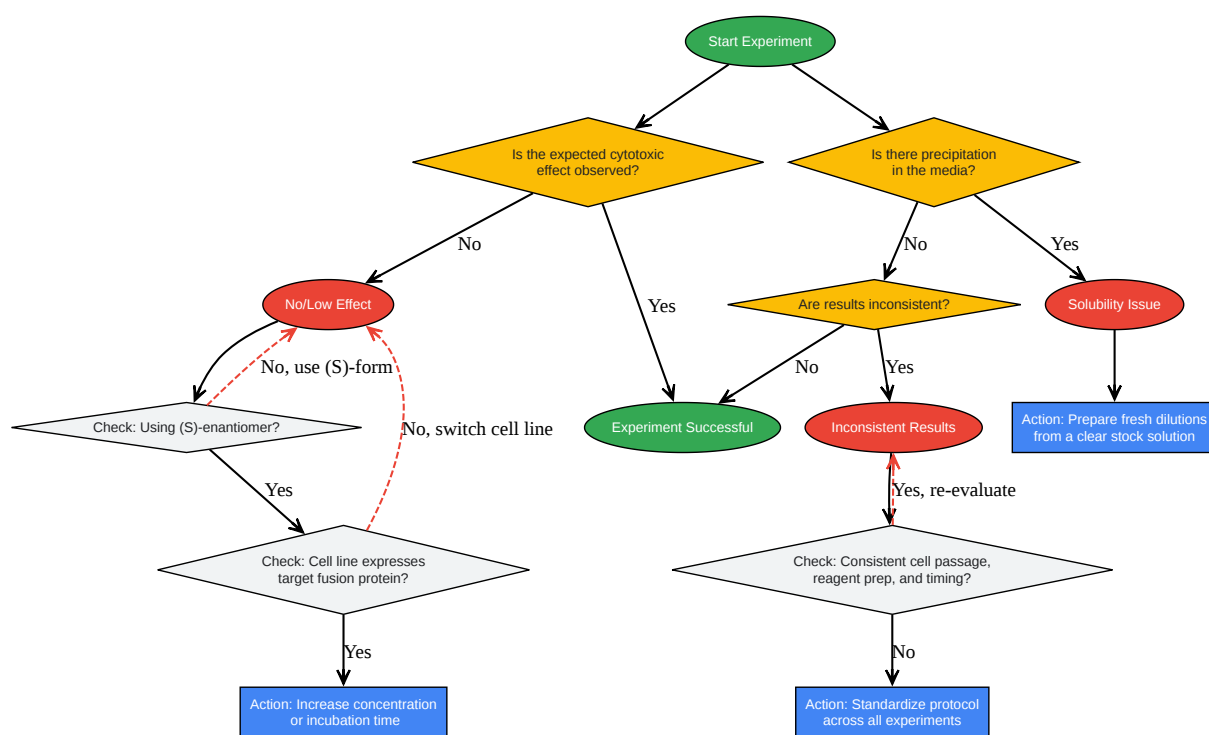 Start Experiment
Is the expected cytotoxic
effect observed?
Is there precipitation
in the media?
No
No
Yes
No/Low Effect
Yes
Are results inconsistent?
Solubility Issue
No, use (S)-form
No
Yes
Check: Using (S)-enantiomer?
No, switch cell line
Experiment Successful
Inconsistent Results
Action: Prepare fresh dilutions
from a clear stock solution
Yes
Yes, re-evaluate
Check: Cell line expresses
target fusion protein?
Check: Consistent cell passage,
reagent prep, and timing?
Yes
No
Action: Increase concentration
or incubation time
Action: Standardize protocol
across all experiments